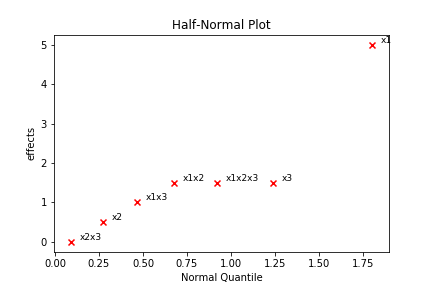 Half-Normal Plot
x1
x1x2
x1x2x3
x3
x1x3
x2
x2x3
5
4
3
2
1
0
effects
0.00 0.25 0.50 0.75 1.00 1.25 1.50 1.75
Normal Quantile